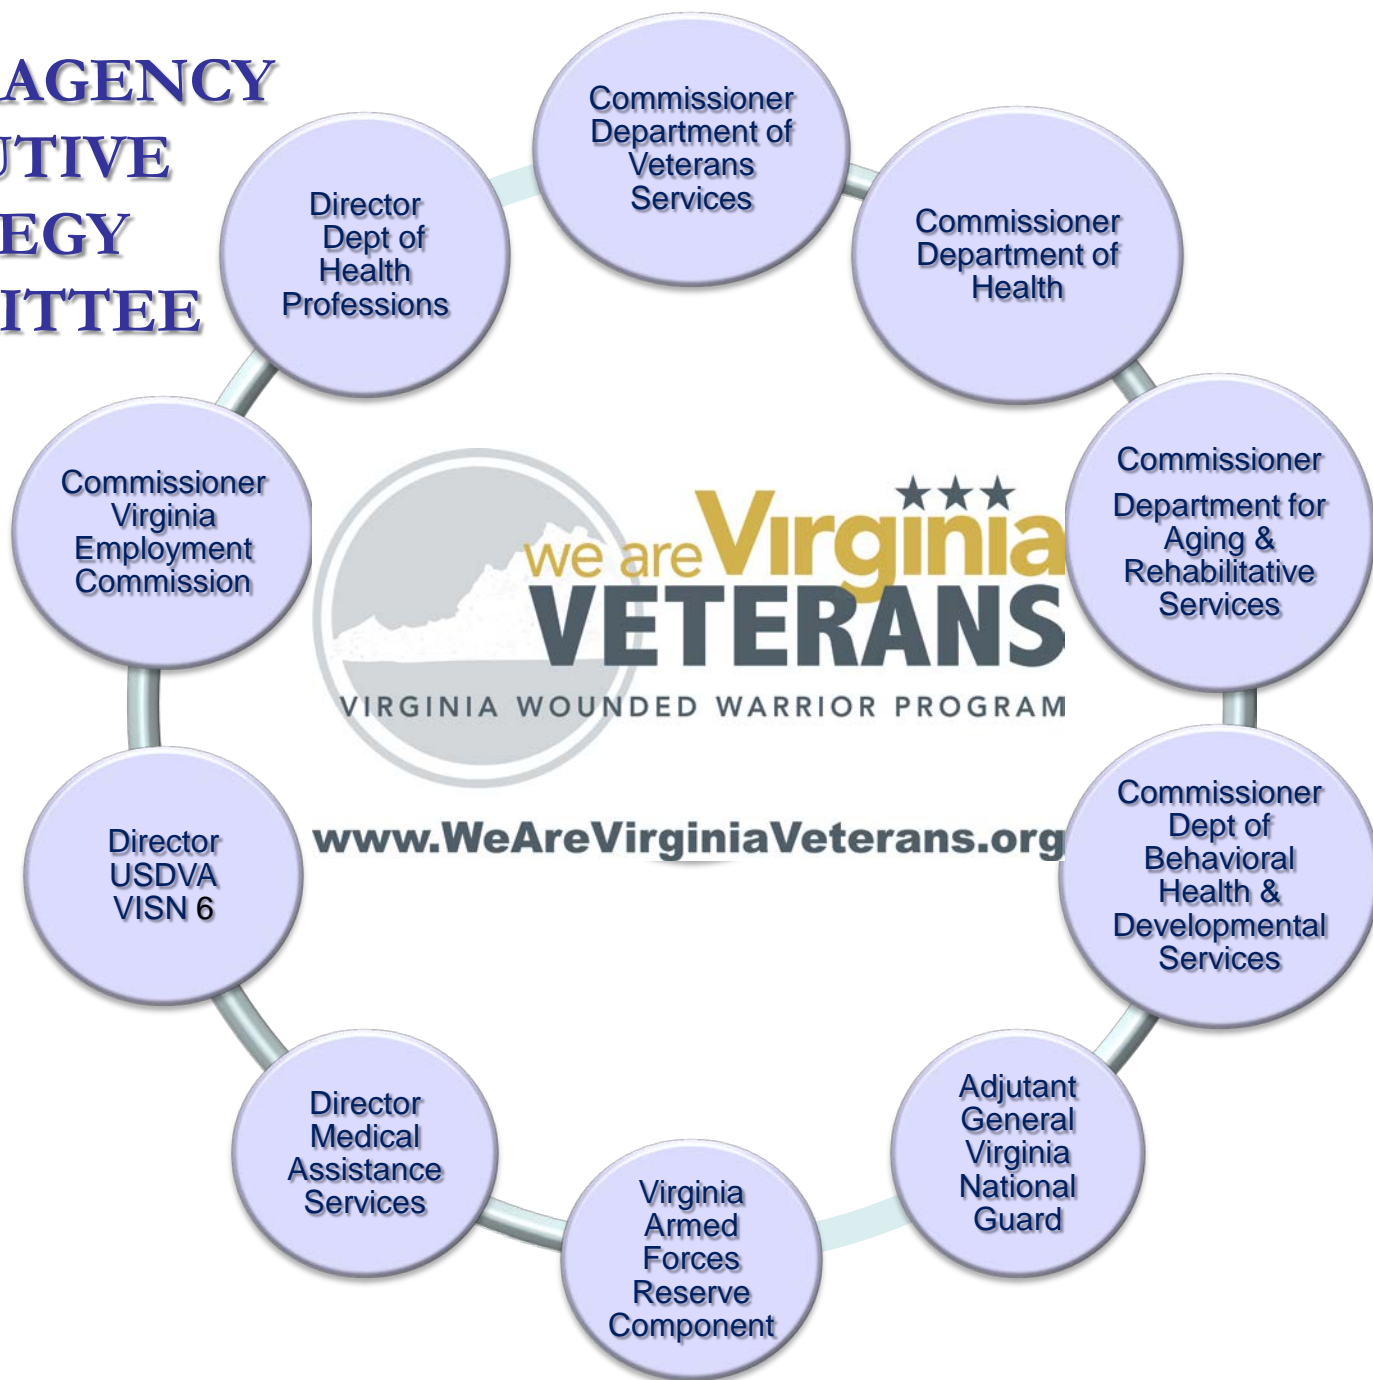 AGENCY
UTIVE
EGY
ITTEE
Commissioner
Department of
Veterans
Services
Commissioner
Department of
Health
Commissioner
Department for
Aging &
Rehabilitative
Services
Commissioner
Dept of
Behavioral
Health &
Developmental
Services
Adjutant
General
Virginia
National
Guard
Virginia
Armed
Forces
Reserve
Component
Director
Medical
Assistance
Services
Director
USDVA
VISN 6
Commissioner
Virginia
Employment
Commission
Director
Dept of
Health
Professions
we are Virginia
VETERANS
VIRGINIA WOUNDED WARRIOR PROGRAM
www.WeAreVirginiaVeterans.org